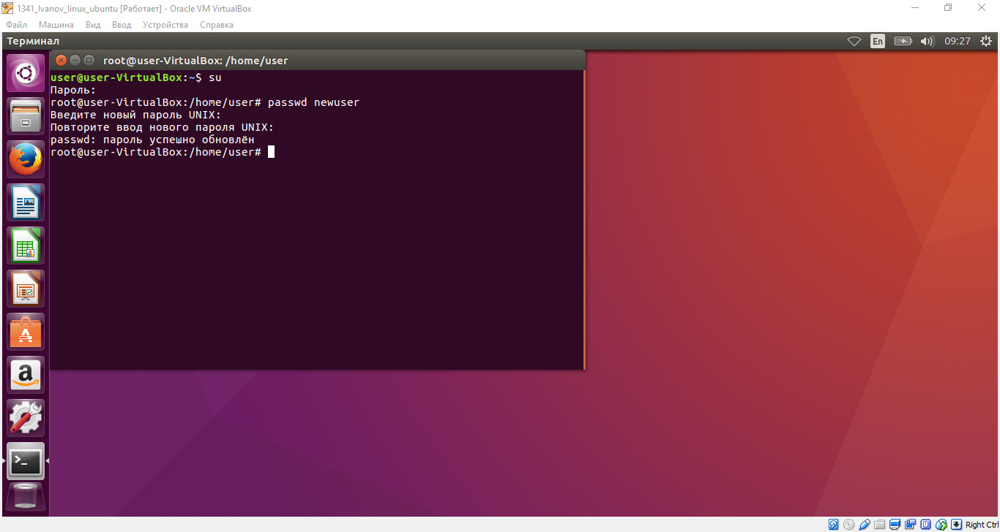 1341_Ivanov_linux_ubuntu [Работает] - Oracle VM VirtualBox
Файл Машина Вид Ввод Устройства Справка
Терминал En 09:27
root@user-VirtualBox: /home/user
user@user-VirtualBox:~$ su
Пароль:
root@user-VirtualBox:/home/user# passwd newuser
Введите новый пароль UNIX:
Повторите ввод нового пароля UNIX:
passwd: пароль успешно обновлён
root@user-VirtualBox:/home/user#
Right Ctrl